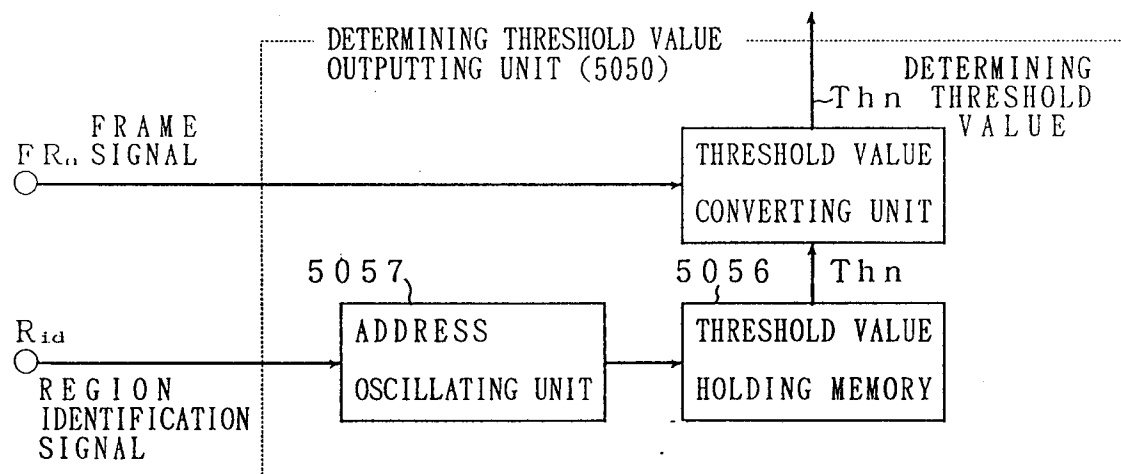 DETERMINING THRESHOLD VALUE
OUTPUTTING UNIT (5050)
DETERMINING
THRESHOLD
VALUE
Thn
FRAME
SIGNAL
FRn
THRESHOLD VALUE
CONVERTING UNIT
5057
5056
Thn
Rid
ADDRESS
OSCILLATING UNIT
THRESHOLD VALUE
HOLDING MEMORY
REGION
IDENTIFICATION
SIGNAL